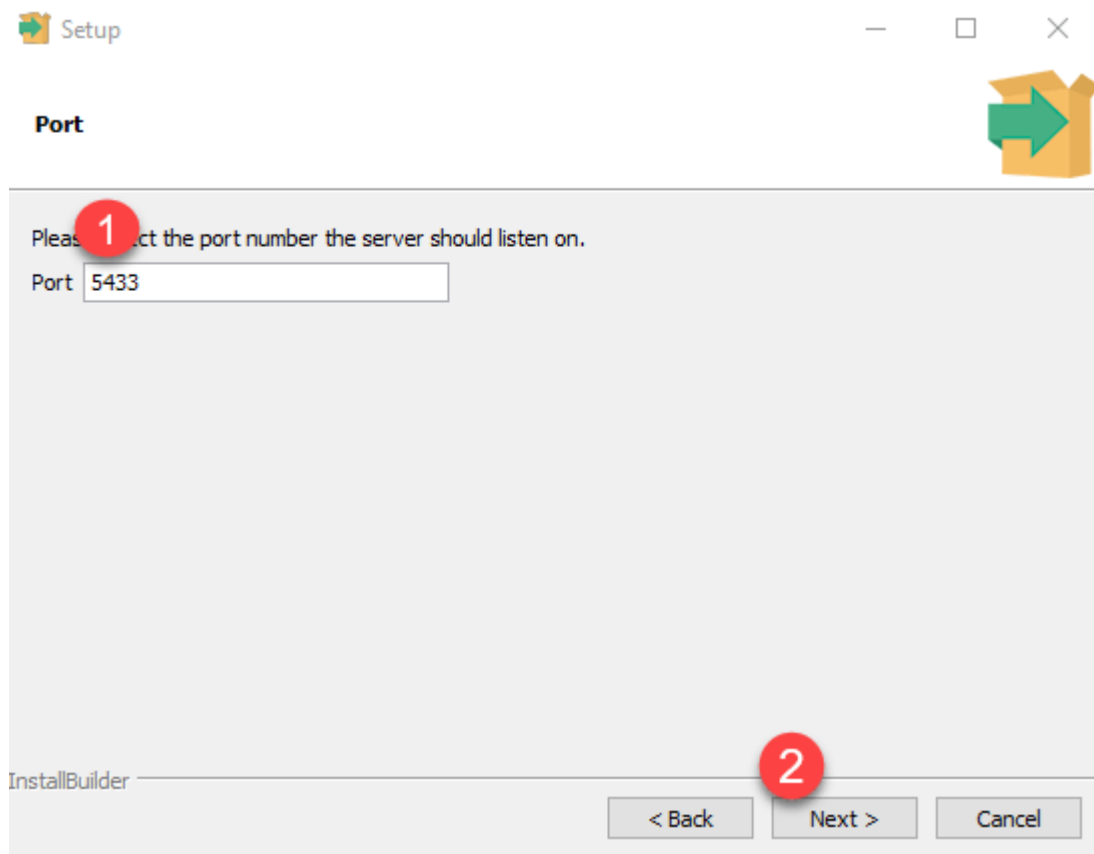 Setup
Port
1
Pleas ct the port number the server should listen on.
Port 5433
2
InstallBuilder
< Back Next > Cancel